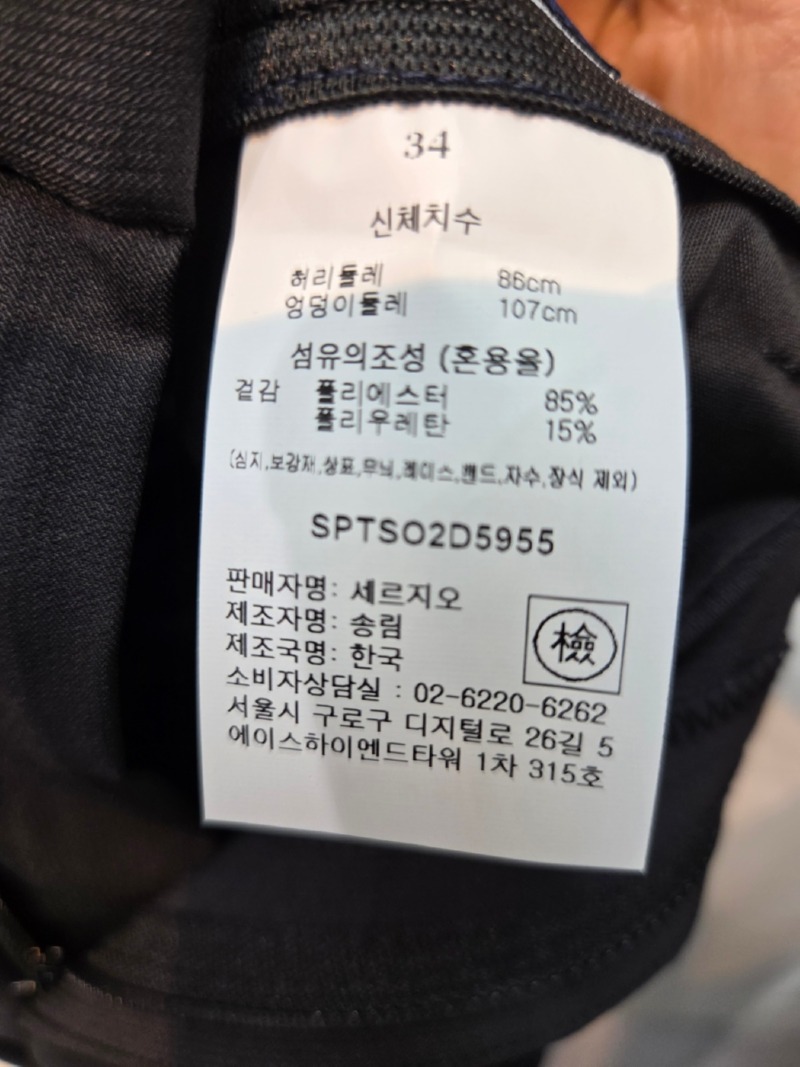 34
신체치수
허리둘레 86cm
엉덩이둘레 107cm
섬유의조성 (혼용율)
겉감 폴리에스터 85%
폴리우레탄 15%
(심지,보강재,상표,무늬,레이스,밴드,자수,장식 제외)
SPTSO2D5955
판매자명: 세르지오
제조자명: 송림
제조국명: 한국
檢
소비자상담실 : 02-6220-6262
서울시 구로구 디지털로 26길 5
에이스하이엔드타워 1차 315호